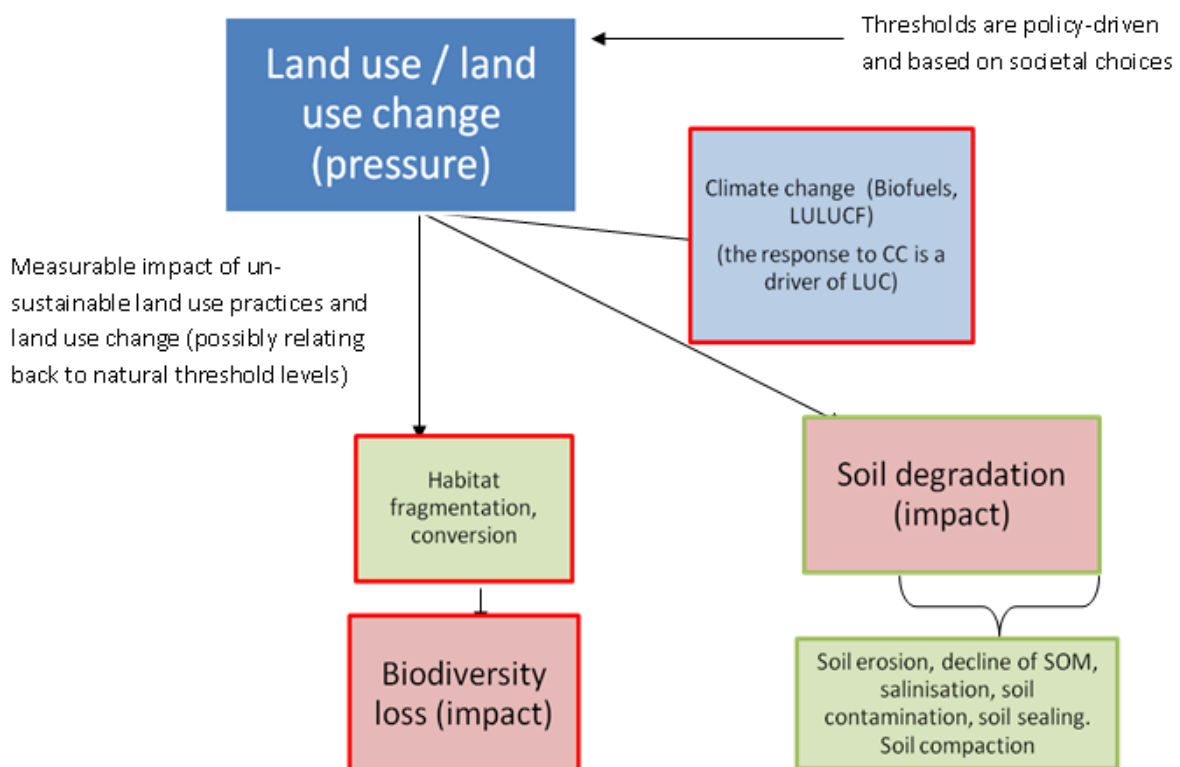 Thresholds are policy-driven
and based on societal choices
Land use / land
use change
(pressure)
Climate change (Biofuels,
LULUCF)
(the response to CC is a
driver of LUC)
Measurable impact of un-
sustainable land use practices and
land use change (possibly relating
back to natural threshold levels)
Habitat
fragmentation,
conversion
Soil degradation
(impact)
Biodiversity
loss (impact)
Soil erosion, decline of SOM,
salinisation, soil
contamination, soil sealing.
Soil compaction